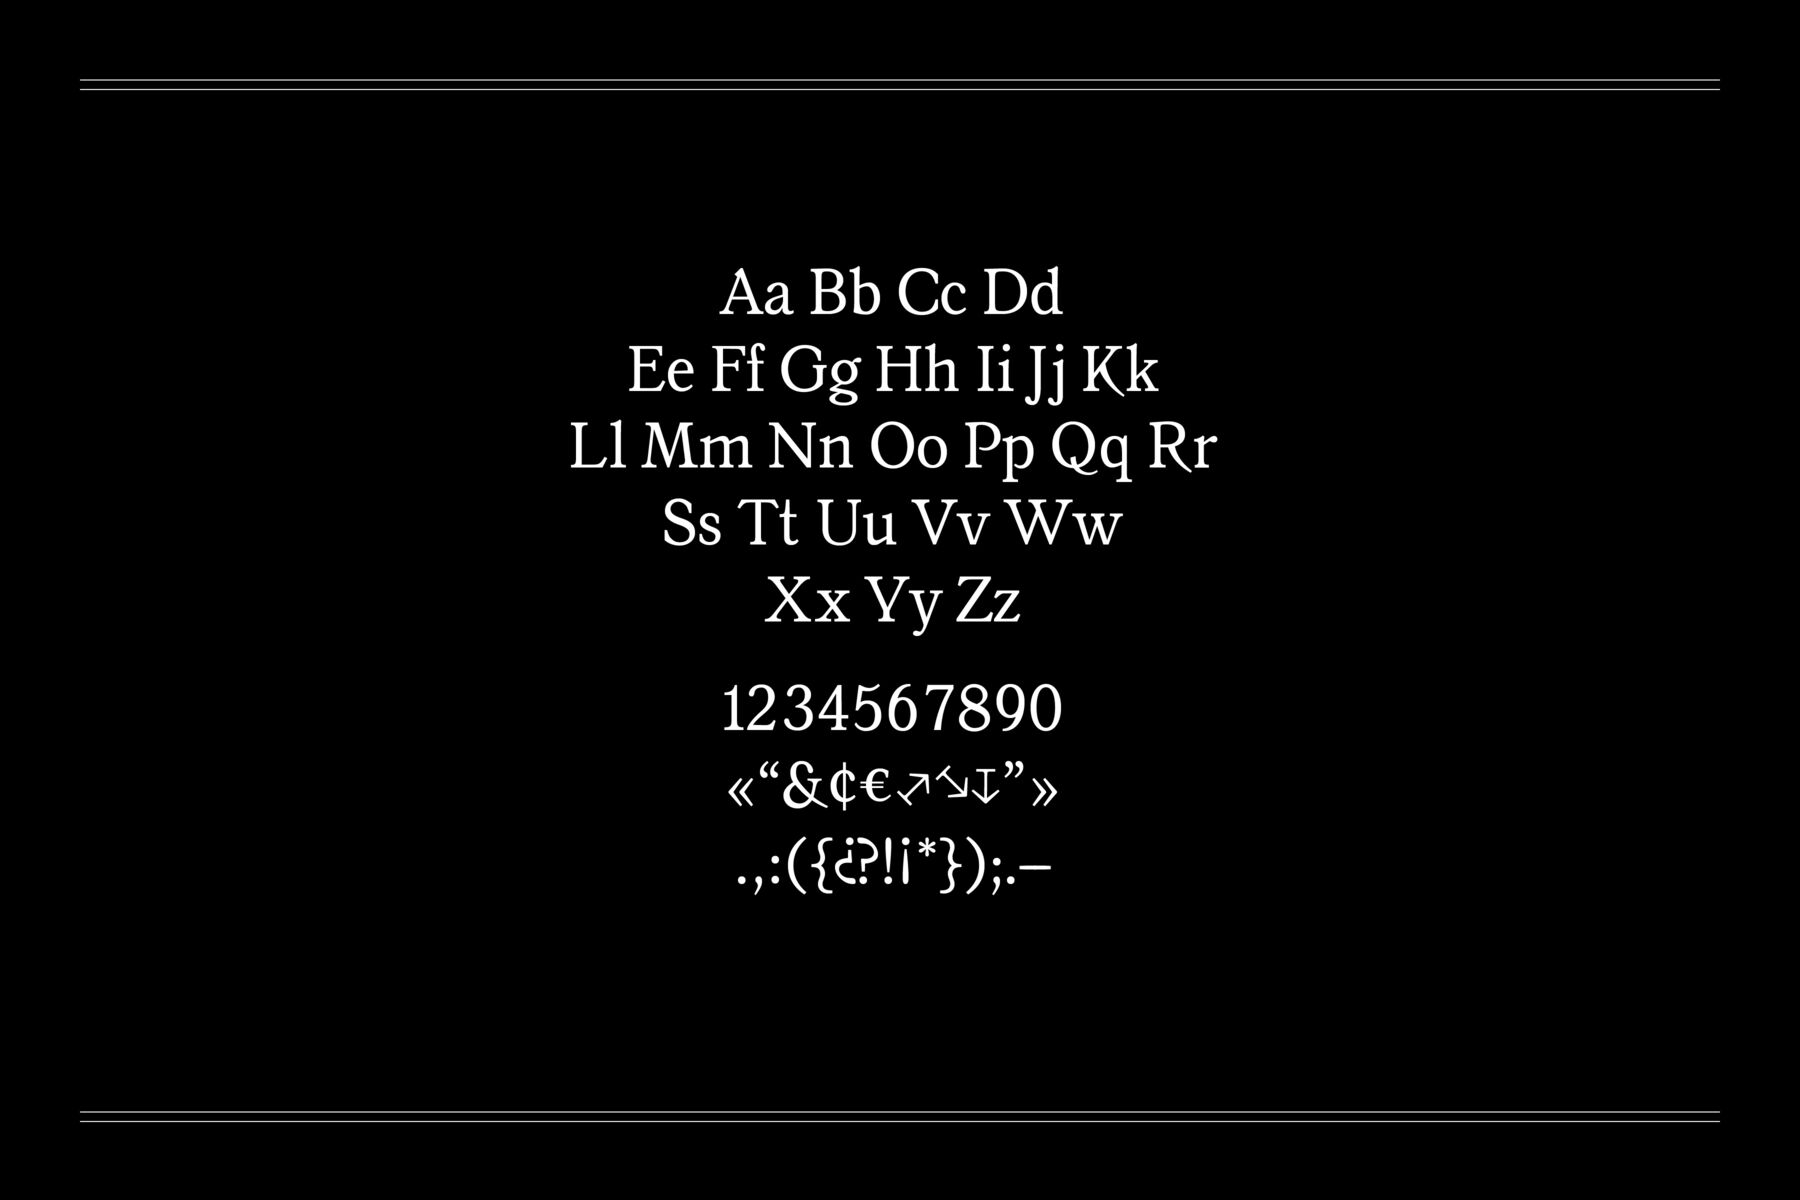 Aa Bb Cc Dd
Ee Ff Gg Hh Ii Jj Kk
Ll Mm Nn Oo Pp Qq Rr
Ss Tt Uu Vv Ww
Xx Yy Zz
1234567890
«“&¢€↗↘↓”»
.,:({¿?!¡*});.–